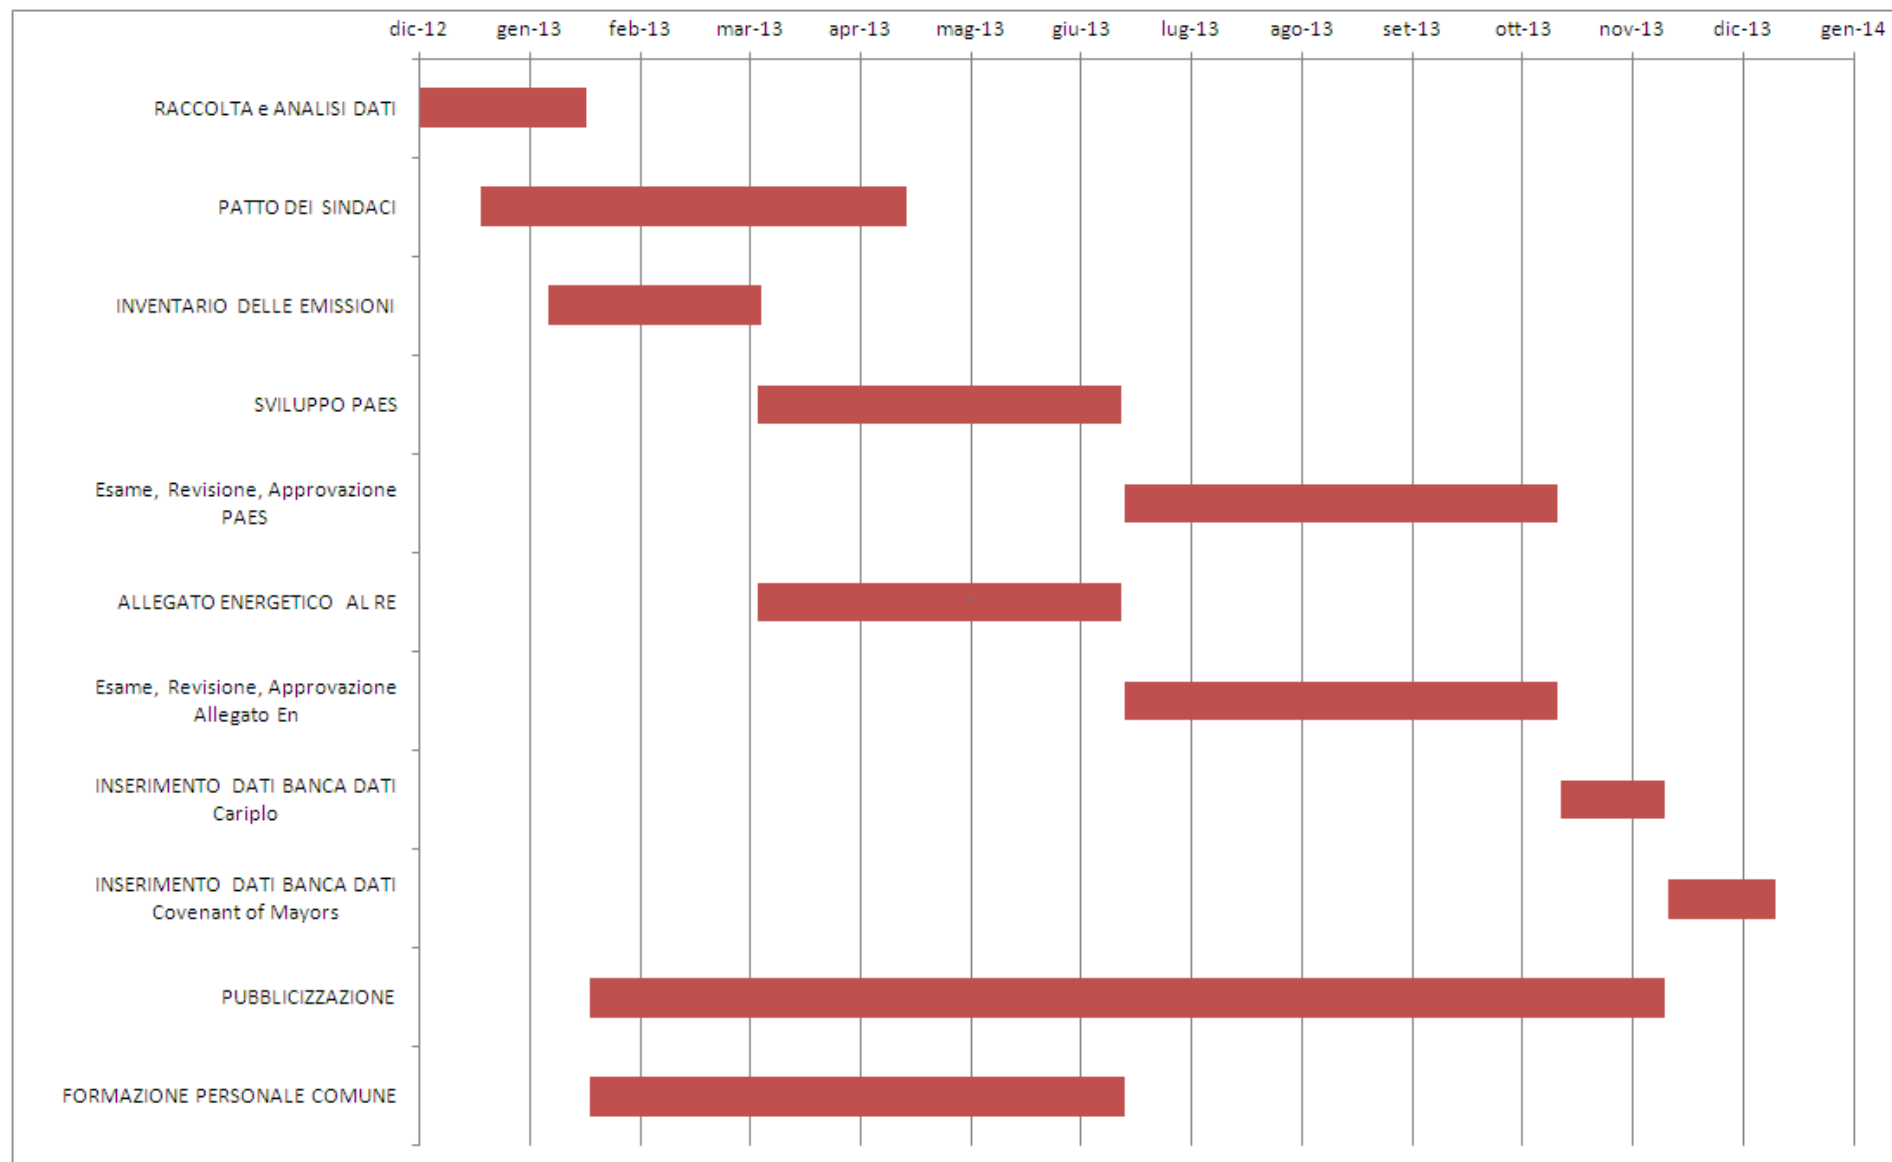 dic-12 gen-13 feb-13 mar-13 apr-13 mag-13 giu-13 lug-13 ago-13 set-13 ott-13 nov-13 dic-13 gen-14
RACCOLTA e ANALISI DATI
PATTO DEI SINDACI
INVENTARIO DELLE EMISSIONI
SVILUPPO PAES
Esame, Revisione, Approvazione
PAES
ALLEGATO ENERGETICO AL RE
Esame, Revisione, Approvazione
Allegato En
INSERIMENTO DATI BANCA DATI
Cariplo
INSERIMENTO DATI BANCA DATI
Covenant of Mayors
PUBBLICIZZAZIONE
FORMAZIONE PERSONALE COMUNE